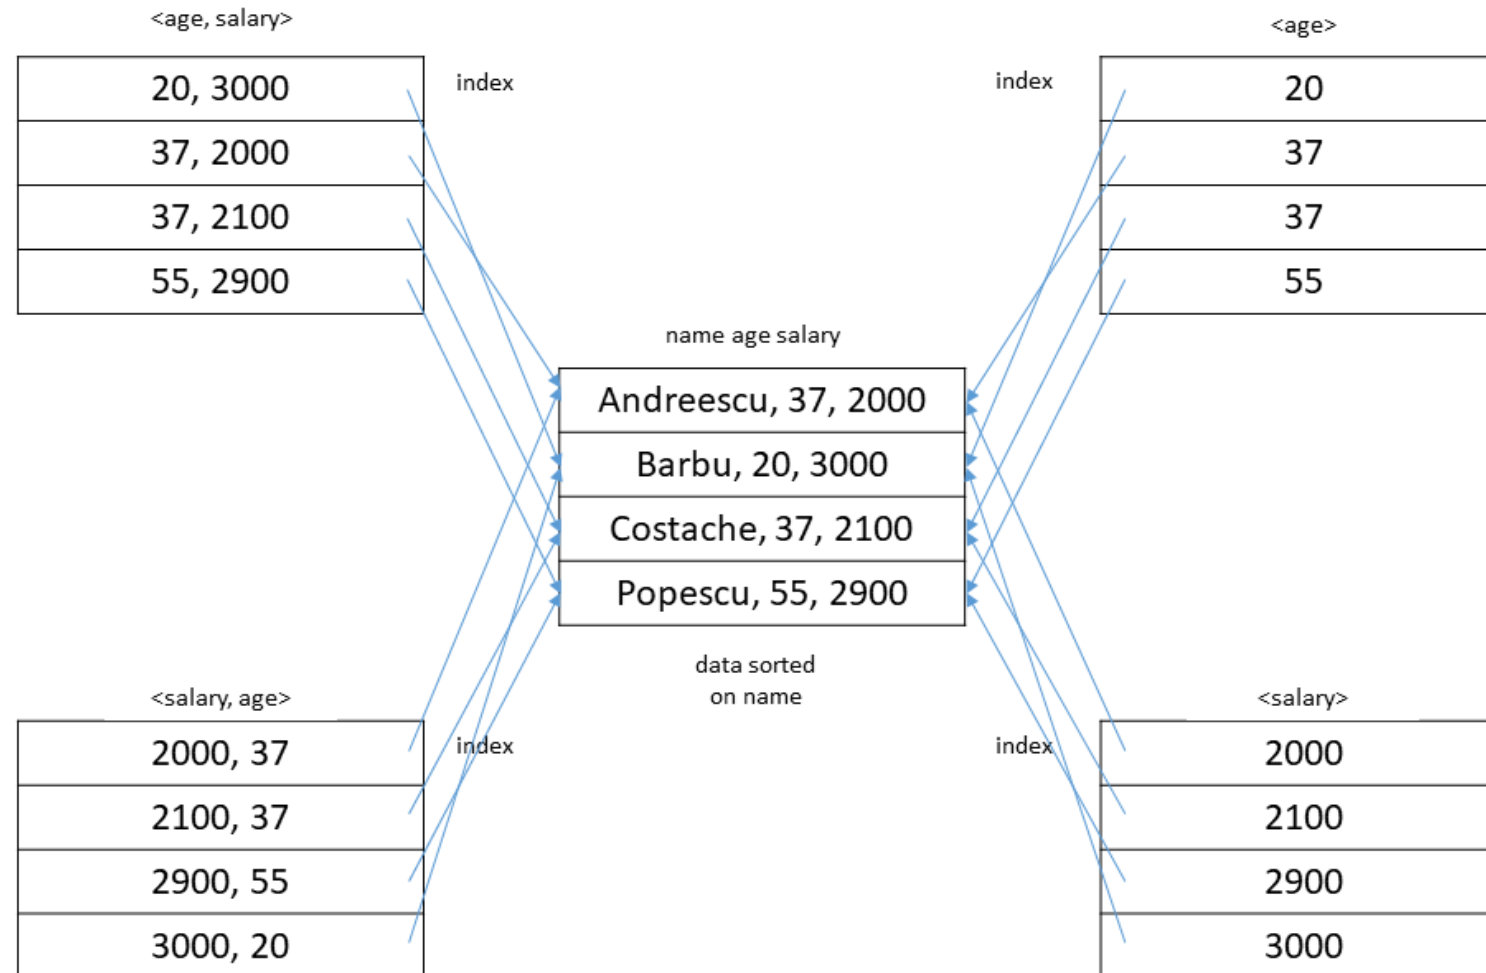 <age, salary>
20, 3000
37, 2000
37, 2100
55, 2900
index
<age>
index
20
37
37
55
name age salary
Andreescu, 37, 2000
Barbu, 20, 3000
Costache, 37, 2100
Popescu, 55, 2900
data sorted
on name
<salary, age>
2000, 37
2100, 37
2900, 55
3000, 20
index
<salary>
index
2000
2100
2900
3000